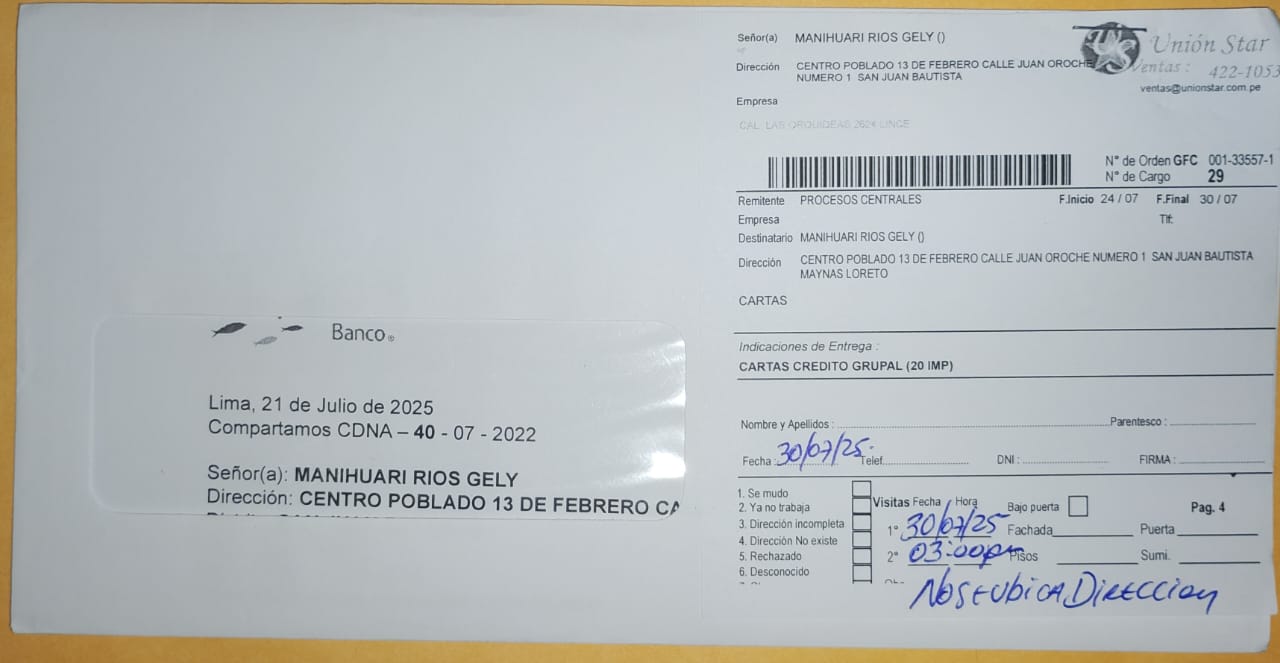 Banco®
Lima, 21 de Julio de 2025
Compartamos CDNA – 40 - 07 - 2022
Señor(a): MANIHUARI RIOS GELY
Dirección: CENTRO POBLADO 13 DE FEBRERO CA
Señor(a) MANIHUARI RIOS GELY ()
Dirección CENTRO POBLADO 13 DE FEBRERO CALLE JUAN OROCHE
NUMERO 1 SAN JUAN BAUTISTA
Empresa
CAL. LAS ORQUIDEAS 2624 LINCE
Unión Star
Ventas : 422-1053
ventas@unionstar.com.pe
N° de Orden GFC 001-33557-1
N° de Cargo 29
Remitente PROCESOS CENTRALES F.Inicio 24 / 07 F.Final 30 / 07
Empresa Tlf:
Destinatario MANIHUARI RIOS GELY ()
Dirección CENTRO POBLADO 13 DE FEBRERO CALLE JUAN OROCHE NUMERO 1 SAN JUAN BAUTISTA
MAYNAS LORETO
CARTAS
Indicaciones de Entrega :
CARTAS CREDITO GRUPAL (20 IMP)
Nombre y Apellidos : Parentesco :
Fecha : 30/07/25. Telef. DNI : FIRMA :
1. Se mudo
2. Ya no trabaja
3. Dirección incompleta
4. Dirección No existe
5. Rechazado
6. Desconocido
Visitas Fecha / Hora Bajo puerta Pag. 4
1° 30/07/25 Fachada Puerta
2° 03:00pm Pisos Sumi.
No se ubica Direccion